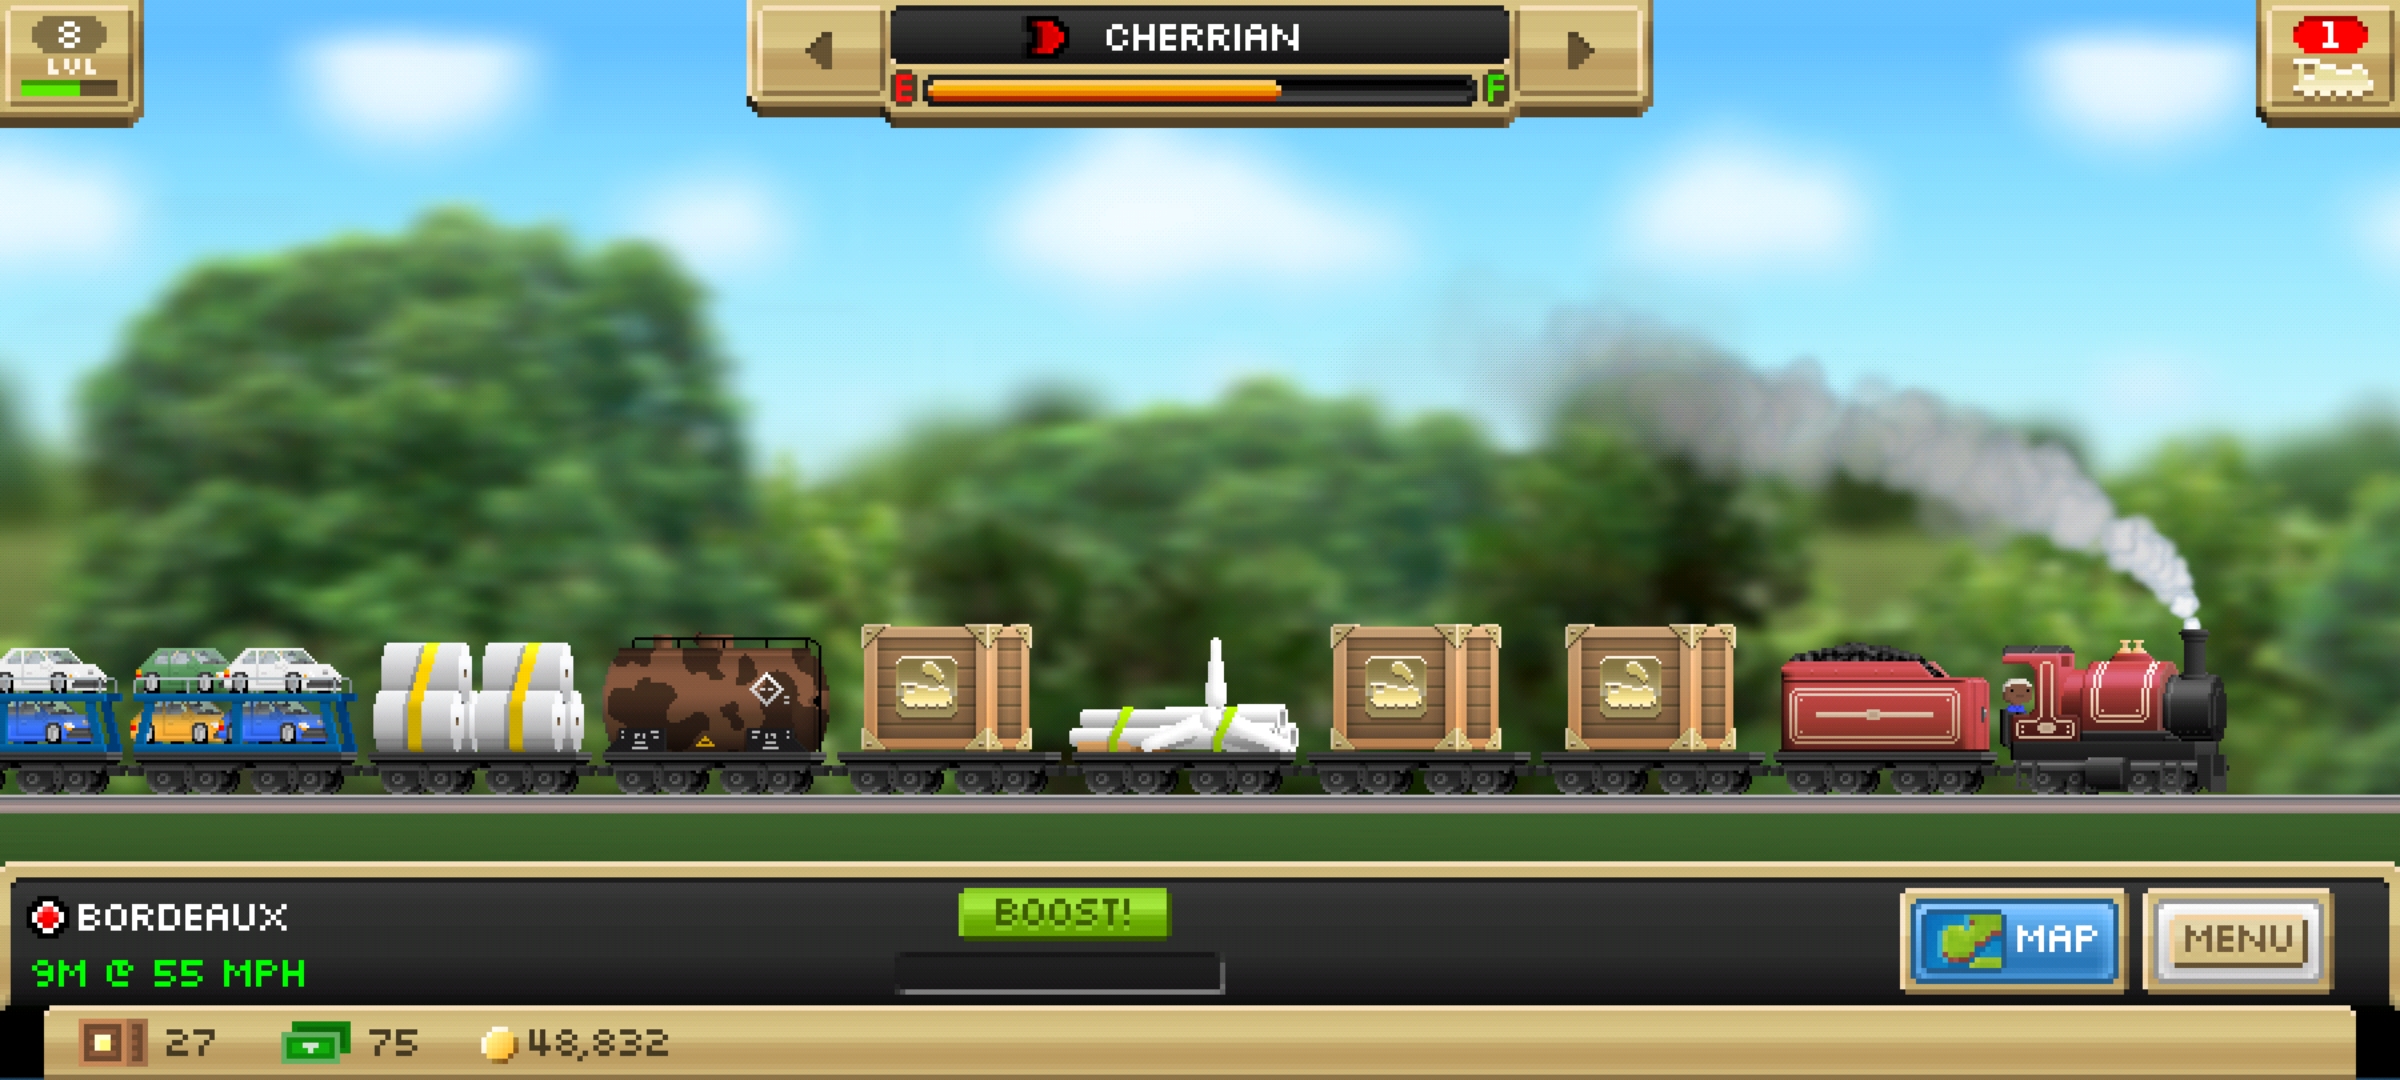 8
LVL
CHERRIAN
E F
1
BORDEAUX
BOOST!
9M @ 55 MPH
MAP
MENU
27 75 48,832